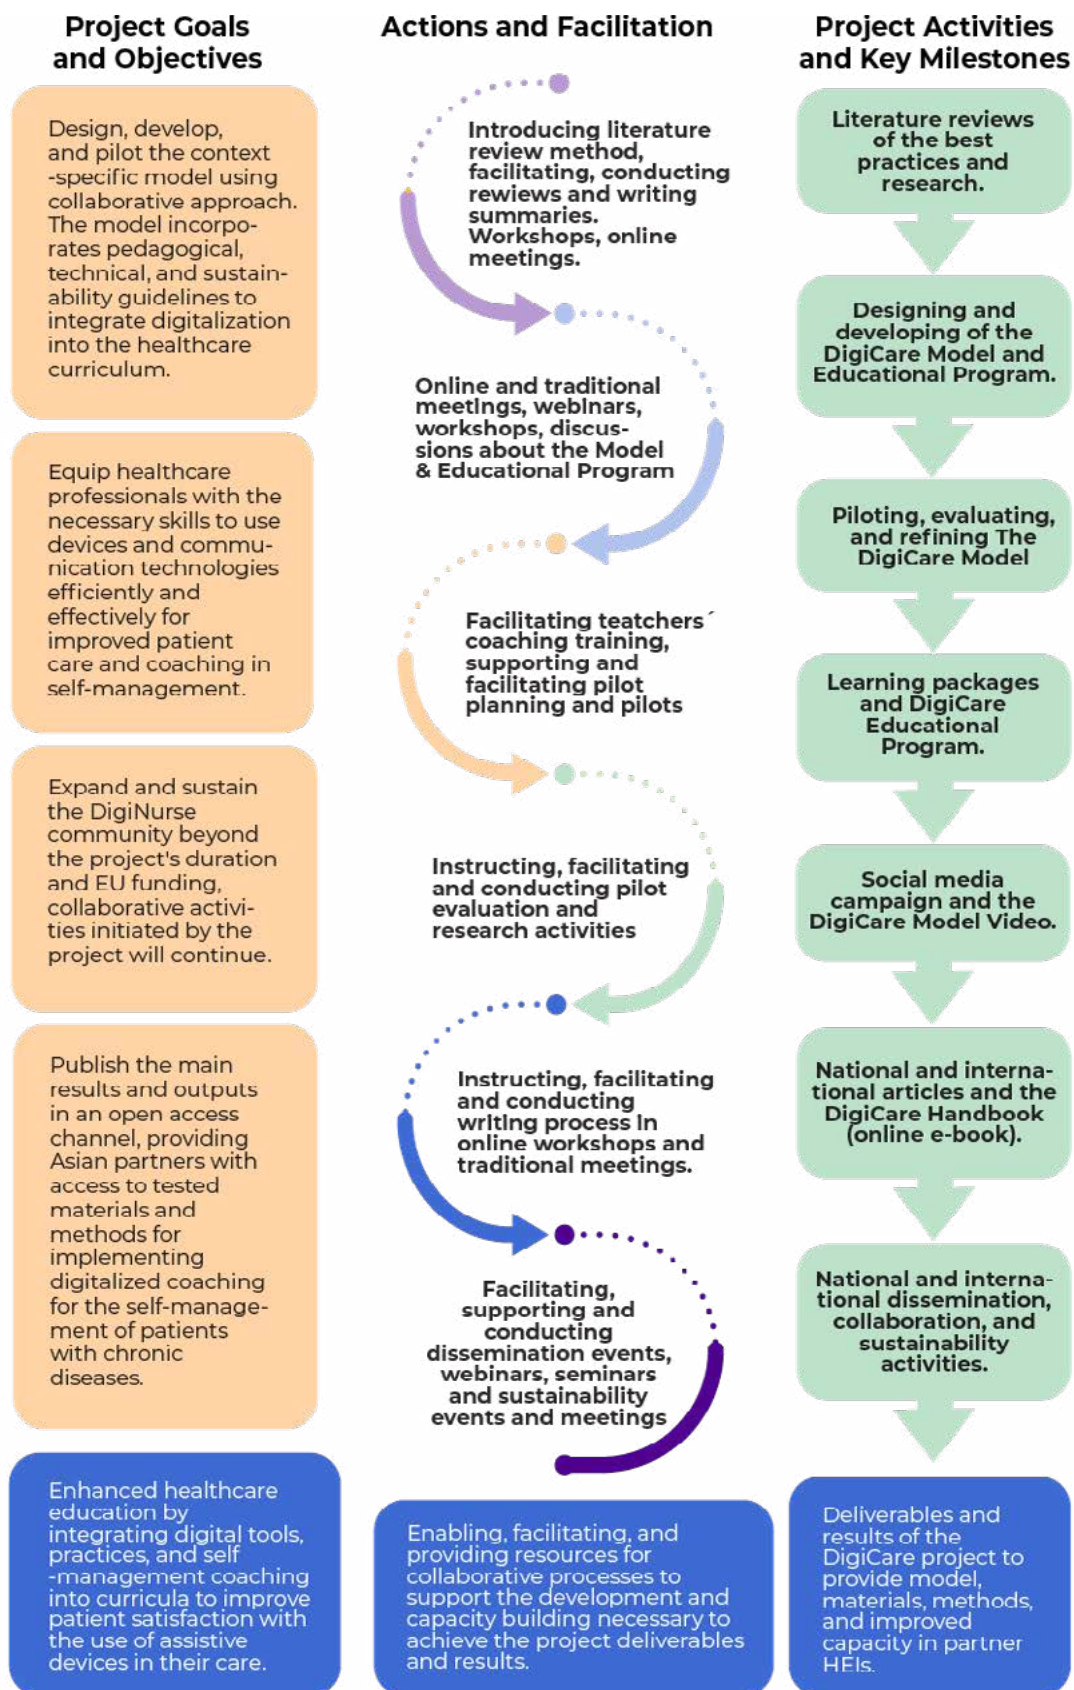 Project Goals
and Objectives
Design, develop,
and pilot the context
-specific model using
collaborative approach.
The model incorpo-
rates pedagogical,
technical, and sustain-
ability guidelines to
integrate digitalization
into the healthcare
curriculum.
Equip healthcare
professionals with the
necessary skills to use
devices and commu-
nication technologies
efficiently and
effectively for
improved patient
care and coaching in
self-management.
Expand and sustain
the DigiNurse
community beyond
the project's duration
and EU funding,
collaborative activi-
ties initiated by the
project will continue.
Publish the main
results and outputs
in an open access
channel, providing
Asian partners with
access to tested
materials and
methods for
implementing
digitalized coaching
for the self-manage-
ment of patients
with chronic
diseases.
Enhanced healthcare
education by
integrating digital tools,
practices, and self
-management coaching
into curricula to improve
patient satisfaction with
the use of assistive
devices in their care.
Actions and Facilitation
Introducing literature
review method,
facilitating, conducting
rewiews and writing
summaries.
Workshops, online
meetings.
Online and traditional
meetings, webinars,
workshops, discus-
sions about the Model
& Educational Program
Facilitating teatchers´
coaching training,
supporting and
facilitating pilot
planning and pilots
Instructing, facilitating
and conducting pilot
evaluation and
research activities
Instructing, facilitating
and conducting
writing process in
online workshops and
traditional meetings.
Facilitating,
supporting and
conducting
dissemination events,
webinars, seminars
and sustainability
events and meetings
Enabling, facilitating, and
providing resources for
collaborative processes to
support the development and
capacity building necessary to
achieve the project deliverables
and results.
Project Activities
and Key Milestones
Literature reviews
of the best
practices and
research.
Designing and
developing of the
DigiCare Model and
Educational Program.
Piloting, evaluating,
and refining The
DigiCare Model
Learning packages
and DigiCare
Educational
Program.
Social media
campaign and the
DigiCare Model Video.
National and interna-
tional articles and the
DigiCare Handbook
(online e-book).
National and interna-
tional dissemination,
collaboration, and
sustainability
activities.
Deliverables and
results of the
DigiCare project to
provide model,
materials, methods,
and improved
capacity in partner
HEIs.